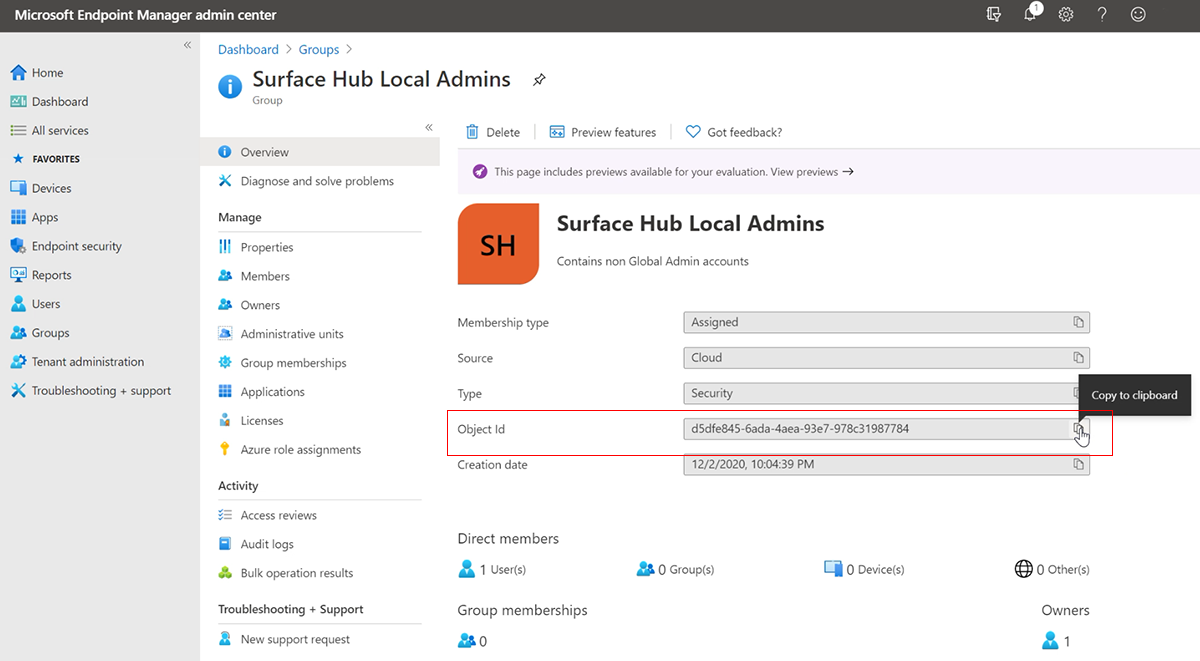 Microsoft Endpoint Manager admin center
1
Home
Dashboard
All services
FAVORITES
Devices
Apps
Endpoint security
Reports
Users
Groups
Tenant administration
Troubleshooting + support
Dashboard > Groups >
Surface Hub Local Admins
Group
Overview
Diagnose and solve problems
Manage
Properties
Members
Owners
Administrative units
Group memberships
Applications
Licenses
Azure role assignments
Activity
Access reviews
Audit logs
Bulk operation results
Troubleshooting + Support
New support request
Delete Preview features Got feedback?
This page includes previews available for your evaluation. View previews →
SH
Surface Hub Local Admins
Contains non Global Admin accounts
Membership type Assigned
Source Cloud
Type Security
Copy to clipboard
Object Id d5dfe845-6ada-4aea-93e7-978c31987784
Creation date 12/2/2020, 10:04:39 PM
Direct members
1 User(s) 0 Group(s) 0 Device(s) 0 Other(s)
Group memberships Owners
0 1